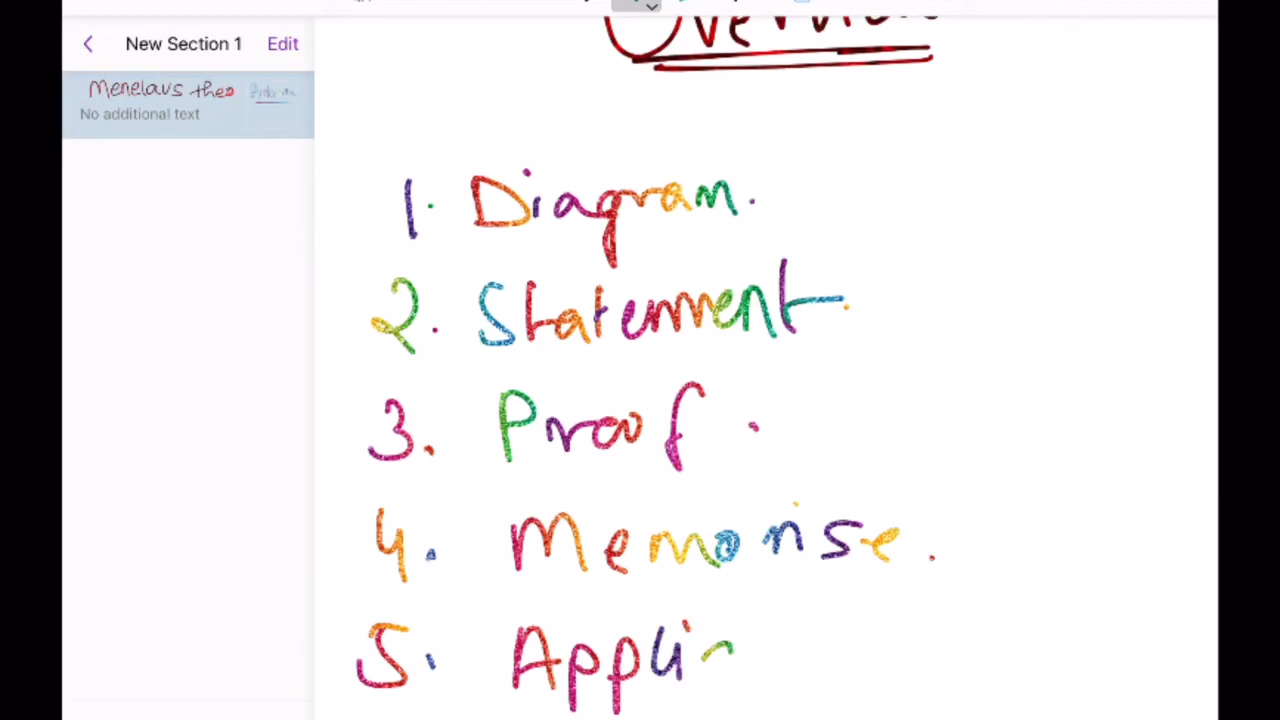 New Section 1 Edit
Menelaus theo
No additional text
Overview
1. Diagram.
2. Statement.
3. Proof.
4. Memorise.
5. Appli